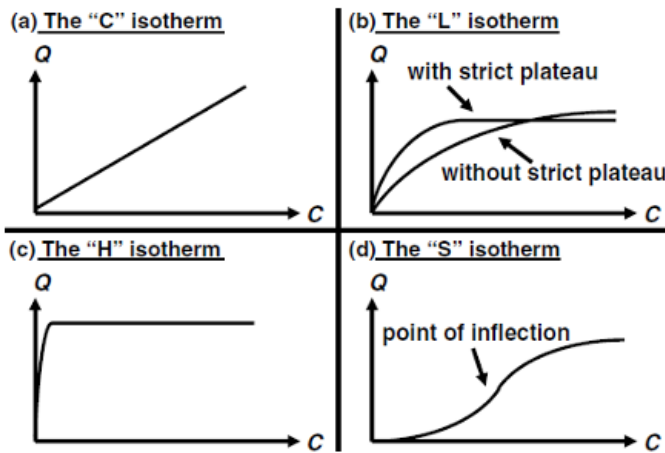 (a) The “C” isotherm
Q
C
(b) The “L” isotherm
Q
with strict plateau
without strict plateau
C
(c) The “H” isotherm
Q
C
(d) The “S” isotherm
Q
point of inflection
C